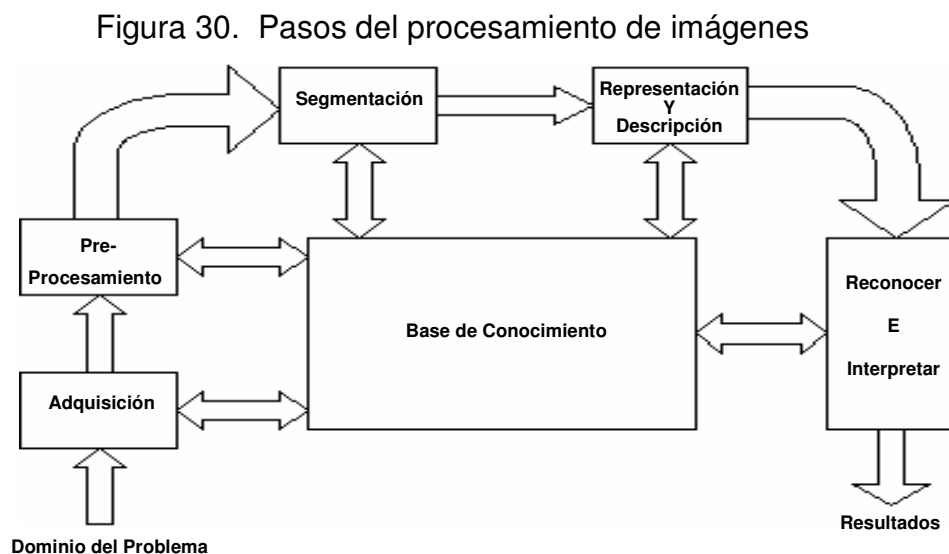 Figura 30. Pasos del procesamiento de imágenes
Segmentación
Representación
Y
Descripción
Pre-
Procesamiento
Base de Conocimiento
Reconocer
E
Interpretar
Adquisición
Resultados
Dominio del Problema